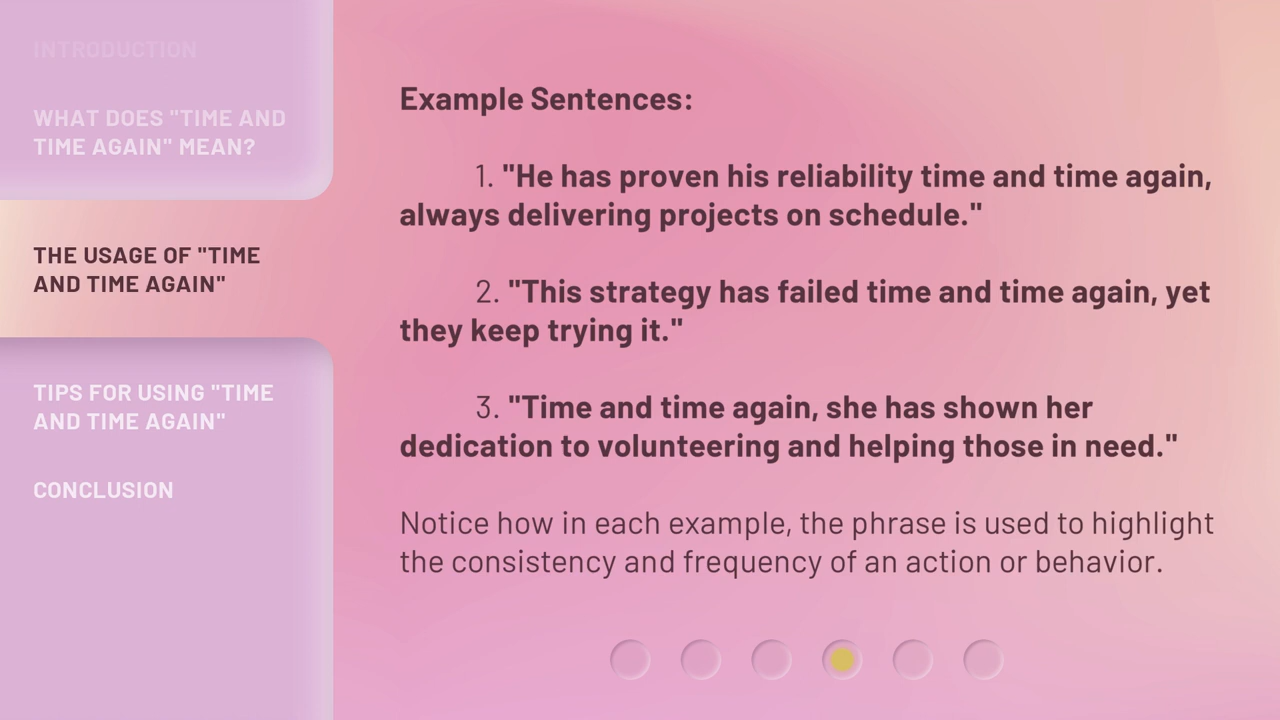 INTRODUCTION
WHAT DOES "TIME AND
TIME AGAIN" MEAN?
THE USAGE OF "TIME
AND TIME AGAIN"
TIPS FOR USING "TIME
AND TIME AGAIN"
CONCLUSION
Example Sentences:
1. "He has proven his reliability time and time again,
always delivering projects on schedule."
2. "This strategy has failed time and time again, yet
they keep trying it."
3. "Time and time again, she has shown her
dedication to volunteering and helping those in need."
Notice how in each example, the phrase is used to highlight
the consistency and frequency of an action or behavior.